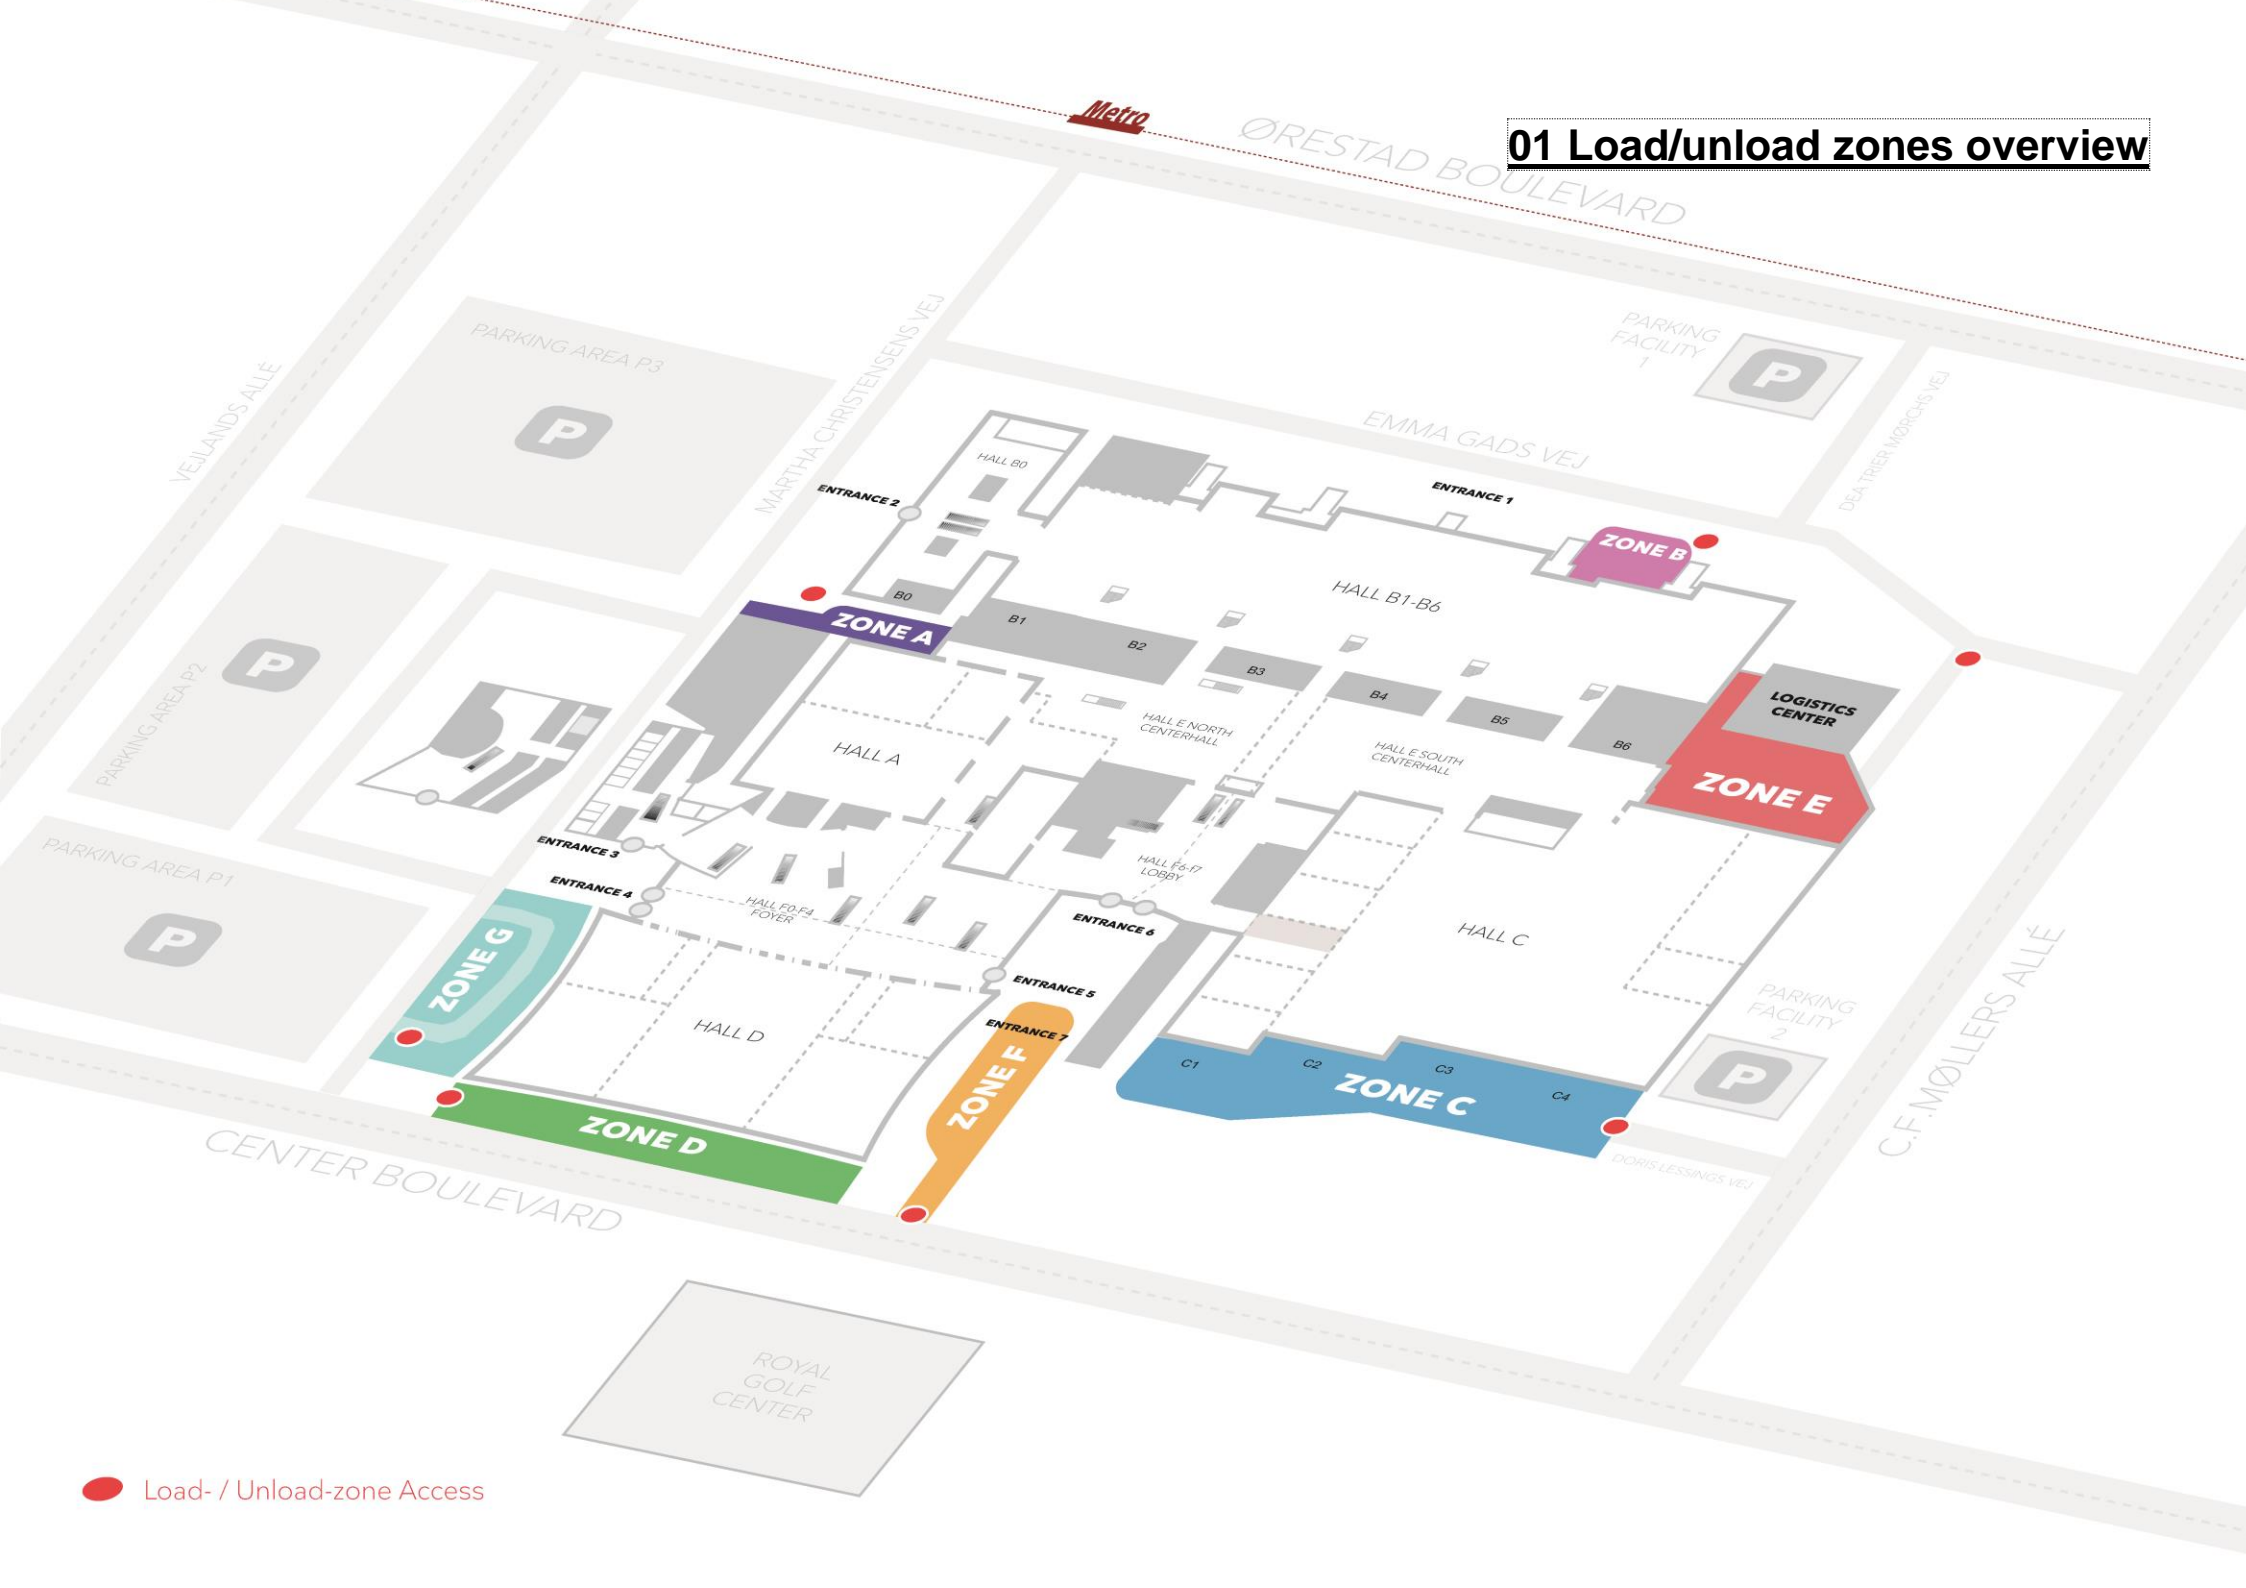 Metro
ØRESTAD BOULEVARD
01 Load/unload zones overview
PARKING AREA P3
P
VEJLANDS ALLÉ
MARTHA CHRISTENSENS VEJ
PARKING
FACILITY
1
P
DEA TRIER MØRCHS VEJ
EMMA GADS VEJ
HALL B0
ENTRANCE 2
ENTRANCE 1
ZONE B
HALL B1-B6
B0
ZONE A
B1
B2
B3
B4
B5
B6
LOGISTICS
CENTER
ZONE E
PARKING AREA P2
P
HALL A
HALL E NORTH
CENTERHALL
HALL E SOUTH
CENTERHALL
ENTRANCE 3
ENTRANCE 4
HALL F0-F4
FOYER
HALL F6-f7
LOBBY
ENTRANCE 6
HALL C
PARKING AREA P1
P
ZONE G
HALL D
ENTRANCE 5
ENTRANCE 7
ZONE F
C1
C2
C3
C4
ZONE C
PARKING
FACILITY
2
P
C.F.MØLLERS ALLÉ
DORIS LESSINGS VEJ
ZONE D
CENTER BOULEVARD
ROYAL
GOLF
CENTER
Load- / Unload-zone Access